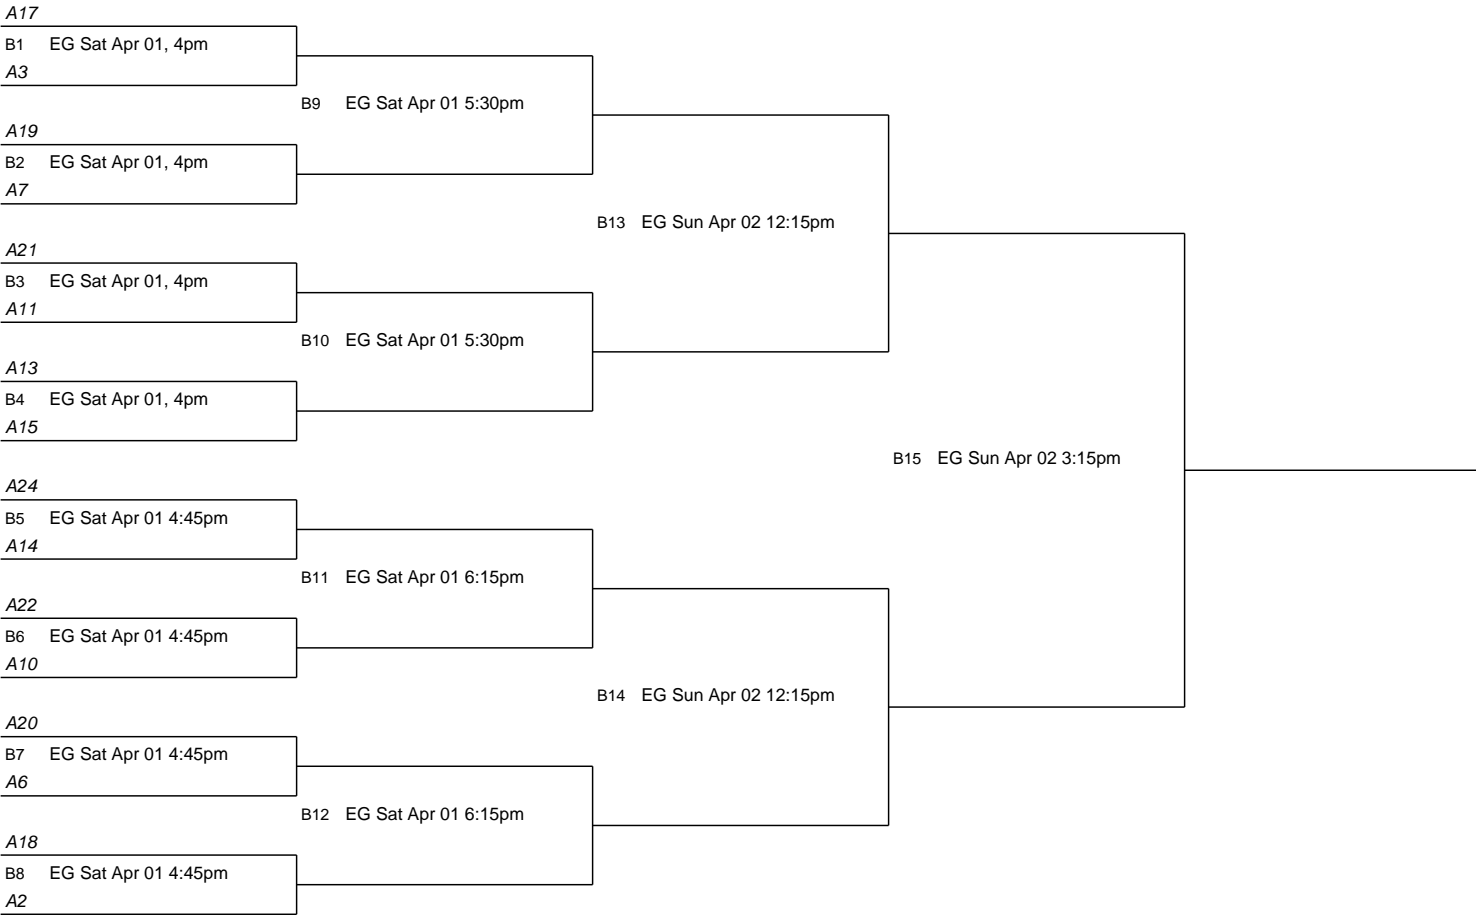 A17
B1 EG Sat Apr 01, 4pm
A3
B9 EG Sat Apr 01 5:30pm
A19
B2 EG Sat Apr 01, 4pm
A7
B13 EG Sun Apr 02 12:15pm
A21
B3 EG Sat Apr 01, 4pm
A11
B10 EG Sat Apr 01 5:30pm
A13
B4 EG Sat Apr 01, 4pm
A15
B15 EG Sun Apr 02 3:15pm
A24
B5 EG Sat Apr 01 4:45pm
A14
B11 EG Sat Apr 01 6:15pm
A22
B6 EG Sat Apr 01 4:45pm
A10
B14 EG Sun Apr 02 12:15pm
A20
B7 EG Sat Apr 01 4:45pm
A6
B12 EG Sat Apr 01 6:15pm
A18
B8 EG Sat Apr 01 4:45pm
A2